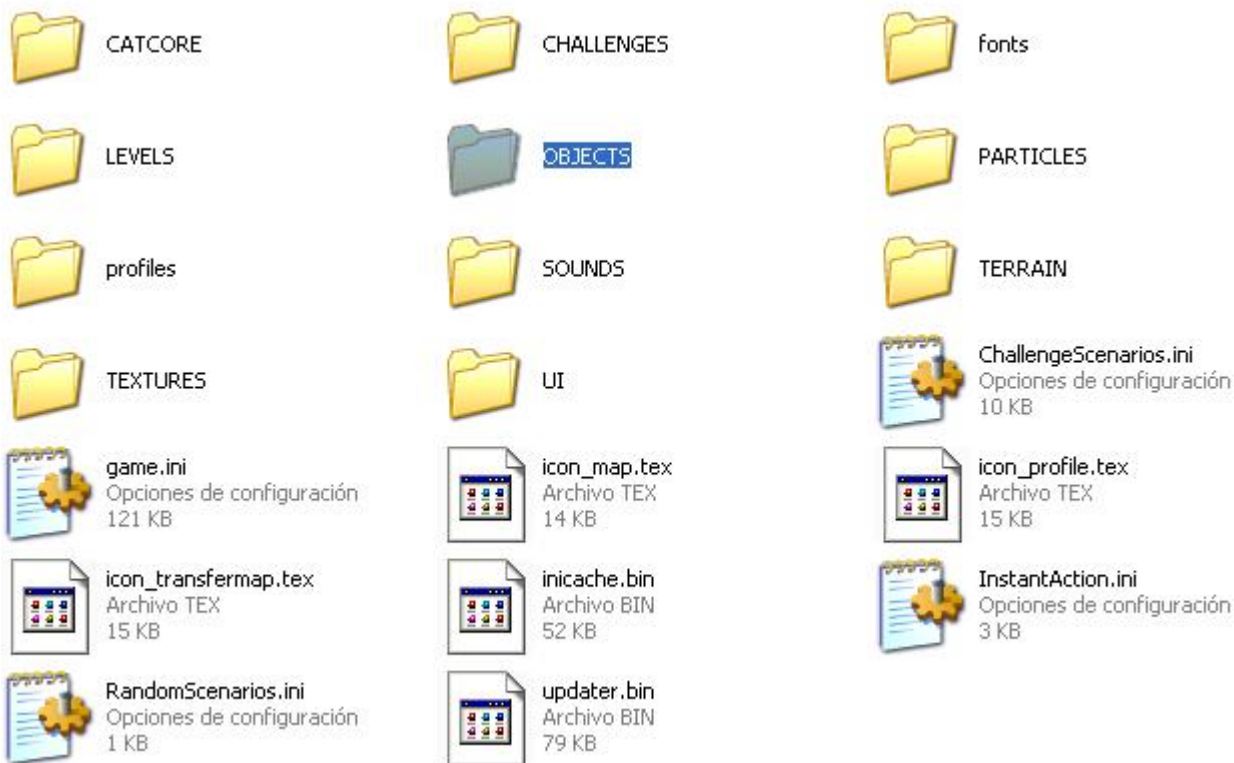 CATCORE
CHALLENGES
fonts
LEVELS
OBJECTS
PARTICLES
profiles
SOUNDS
TERRAIN
TEXTURES
UI
ChallengeScenarios.ini
Opciones de configuración
10 KB
game.ini
Opciones de configuración
121 KB
icon_map.tex
Archivo TEX
14 KB
icon_profile.tex
Archivo TEX
15 KB
icon_transfermap.tex
Archivo TEX
15 KB
inicache.bin
Archivo BIN
52 KB
InstantAction.ini
Opciones de configuración
3 KB
RandomScenarios.ini
Opciones de configuración
1 KB
updater.bin
Archivo BIN
79 KB